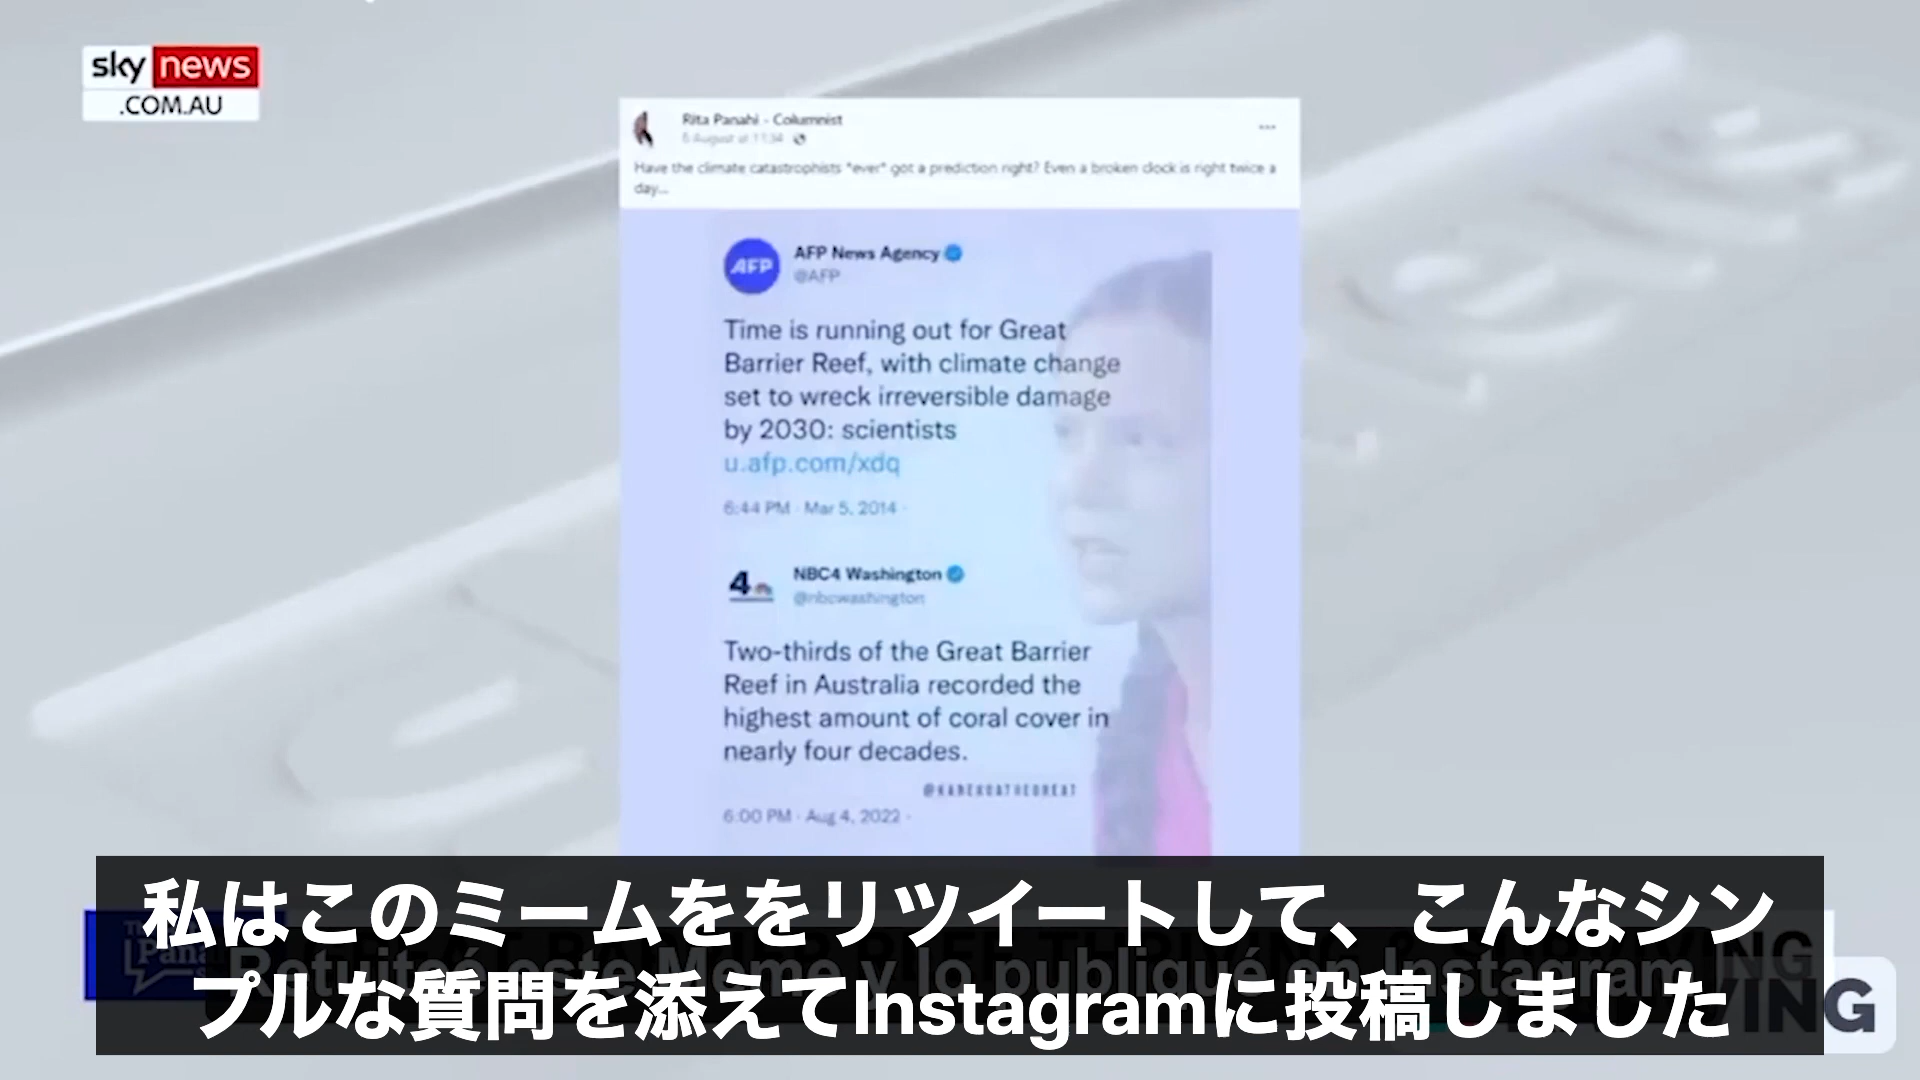 sky news
.COM.AU
Rita Panahi - Columnist
5 August at 11:34
Have the climate catastrophists *ever* got a prediction right? Even a broken clock is right twice a
day...
AFP
AFP News Agency
@AFP
Time is running out for Great
Barrier Reef, with climate change
set to wreck irreversible damage
by 2030: scientists
u.afp.com/xdq
6:44 PM · Mar 5, 2014
4
NBC4 Washington
@nbcwashington
Two-thirds of the Great Barrier
Reef in Australia recorded the
highest amount of coral cover in
nearly four decades.
@KANEKOATHEGREAT
6:00 PM · Aug 4, 2022
私はこのミームををリツイートして、こんなシン
プルな質問を添えてInstagramに投稿しました
Retuiteé este Meme y lo publiqué en Instagram